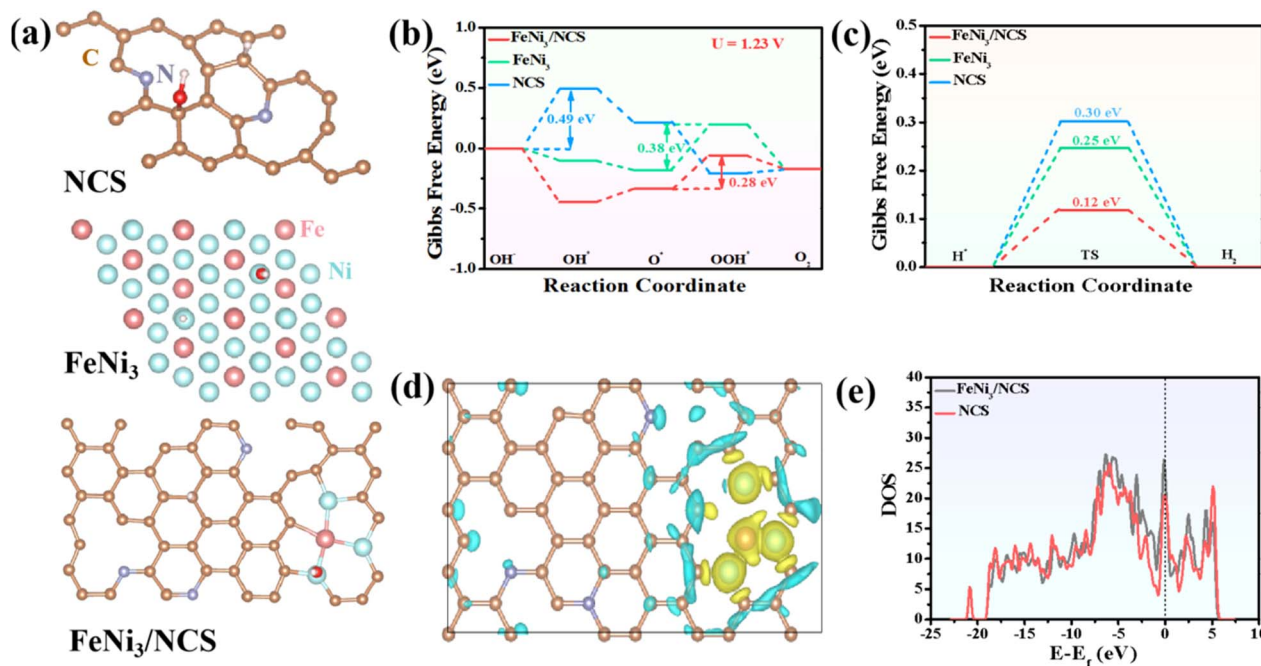 (a)
C
N
NCS
Fe
Ni
FeNi₃
FeNi₃/NCS
(b)
Gibbs Free Energy (eV)
1.0
0.5
0.0
-0.5
-1.0
FeNi₃/NCS
FeNi₃
NCS
U = 1.23 V
0.49 eV
0.38 eV
0.28 eV
OH⁻
OH*
O*
OOH*
O₂
Reaction Coordinate
(c)
Gibbs Free Energy (eV)
0.5
0.4
0.3
0.2
0.1
0.0
FeNi₃/NCS
FeNi₃
NCS
0.30 eV
0.25 eV
0.12 eV
H*
TS
H₂
Reaction Coordinate
(d)
(e)
DOS
40
35
30
25
20
15
10
5
0
FeNi₃/NCS
NCS
-25 -20 -15 -10 -5 0 5 10
E-E_f (eV)